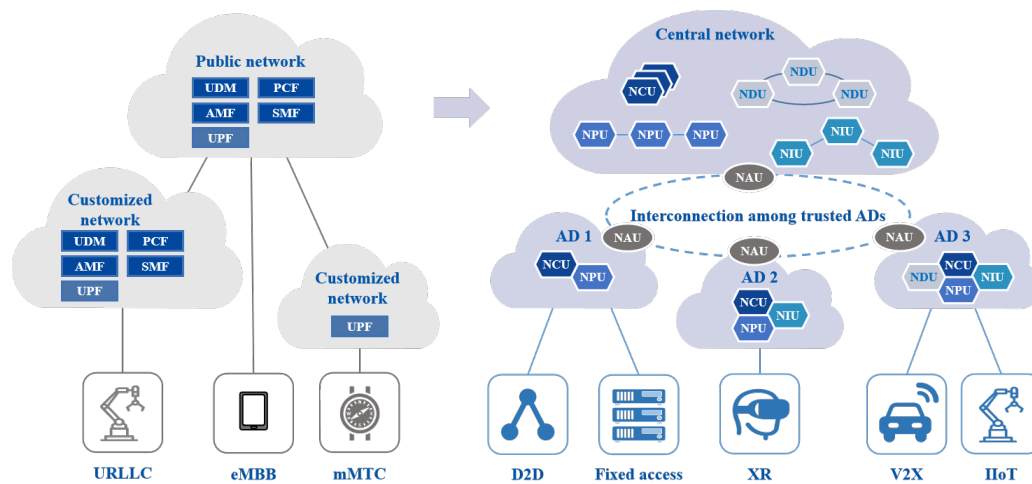 Public network
UDM PCF
AMF SMF
UPF
Customized
network
UDM PCF
AMF SMF
UPF
Customized
network
UPF
URLLC eMBB mMTC
Central network
NCU
NDU
NDU NDU
NPU NPU NPU
NIU
NIU NIU
NAU
Interconnection among trusted ADs
NAU NAU NAU
AD 1
NCU
NPU
AD 2
NCU
NIU
NPU
AD 3
NCU
NDU NIU
NPU
D2D Fixed access XR V2X IIoT